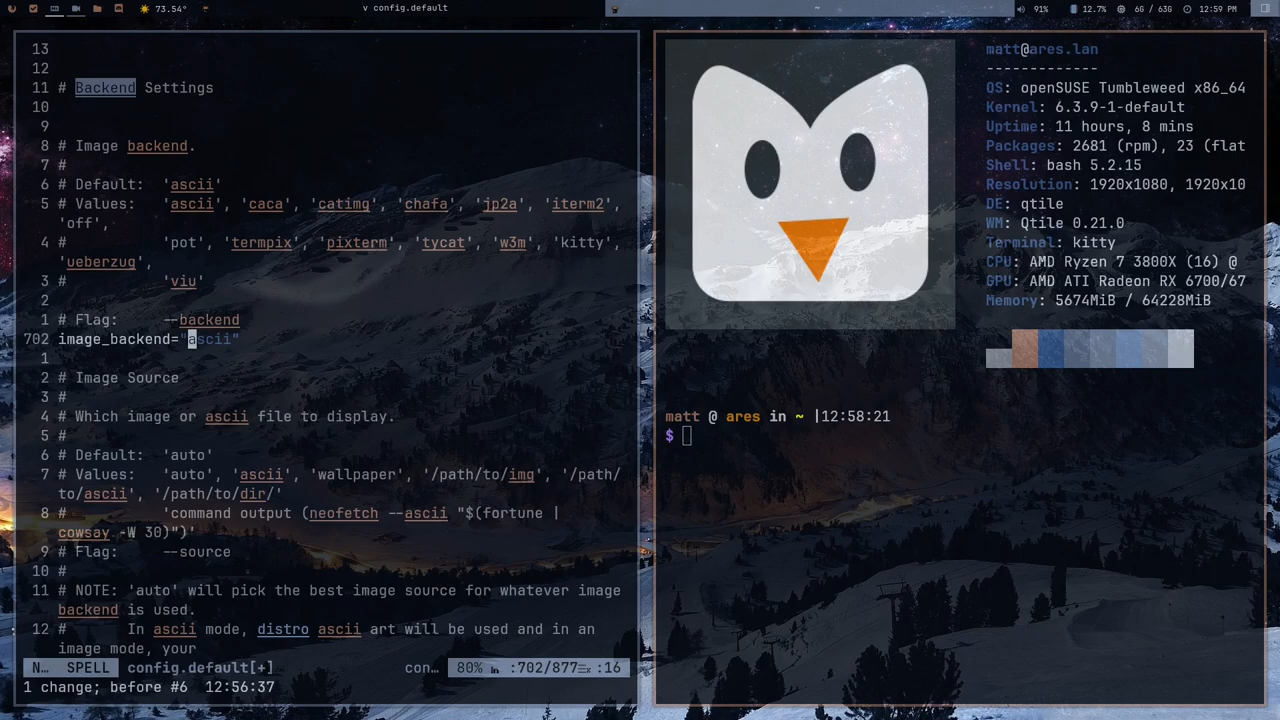 73.54°
v config.default
~
91%
12.7%
6G / 63G
12:59 PM
13
12
11 # Backend Settings
10
9
8 # Image backend.
7 #
6 # Default:  'ascii'
5 # Values:   'ascii', 'caca', 'catimg', 'chafa', 'jp2a', 'iterm2',
'off',
4 #           'pot', 'termpix', 'pixterm', 'tycat', 'w3m', 'kitty',
'ueberzug',
3 #           'viu'
2
1 # Flag:     --backend
702 image_backend="ascii"
1
2 # Image Source
3 #
4 # Which image or ascii file to display.
5 #
6 # Default:  'auto'
7 # Values:   'auto', 'ascii', 'wallpaper', '/path/to/img', '/path/
to/ascii', '/path/to/dir/'
8 #           'command output (neofetch --ascii "$(fortune |
cowsay -W 30)")'
9 # Flag:     --source
10 #
11 # NOTE: 'auto' will pick the best image source for whatever image
backend is used.
12 #       In ascii mode, distro ascii art will be used and in an
image mode, your
N… SPELL config.default[+] con… 80% :702/877 :16
1 change; before #6  12:56:37
matt@ares.lan
-------------
OS: openSUSE Tumbleweed x86_64
Kernel: 6.3.9-1-default
Uptime: 11 hours, 8 mins
Packages: 2681 (rpm), 23 (flat
Shell: bash 5.2.15
Resolution: 1920x1080, 1920x10
DE: qtile
WM: Qtile 0.21.0
Terminal: kitty
CPU: AMD Ryzen 7 3800X (16) @
GPU: AMD ATI Radeon RX 6700/67
Memory: 5674MiB / 64228MiB
matt @ ares in ~ |12:58:21
$